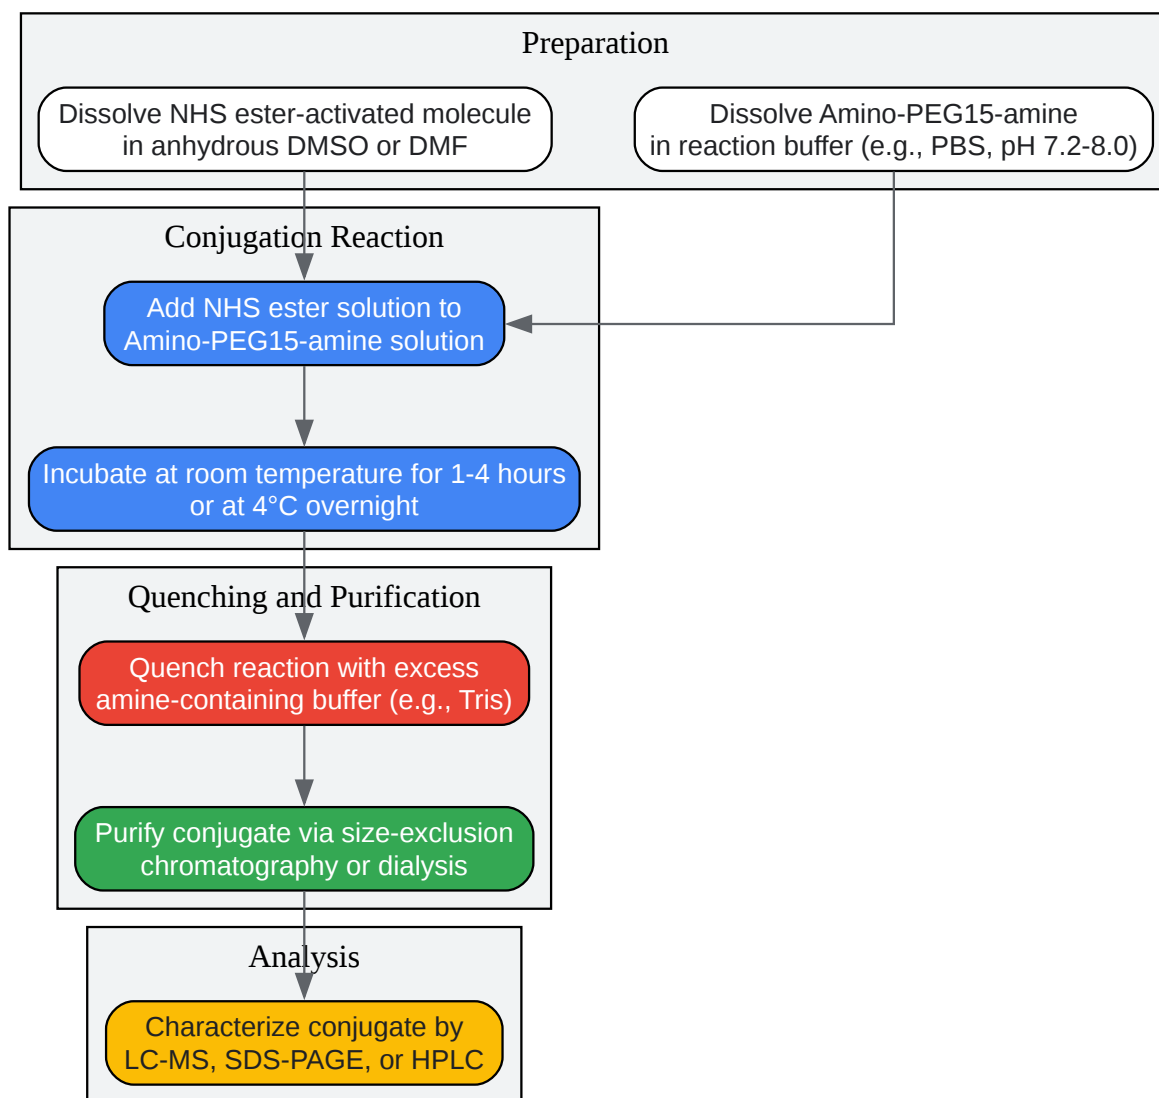 Preparation
Dissolve NHS ester-activated molecule
in anhydrous DMSO or DMF
Dissolve Amino-PEG15-amine
in reaction buffer (e.g., PBS, pH 7.2-8.0)
Conjugation Reaction
Add NHS ester solution to
Amino-PEG15-amine solution
Incubate at room temperature for 1-4 hours
or at 4°C overnight
Quenching and Purification
Quench reaction with excess
amine-containing buffer (e.g., Tris)
Purify conjugate via size-exclusion
chromatography or dialysis
Analysis
Characterize conjugate by
LC-MS, SDS-PAGE, or HPLC